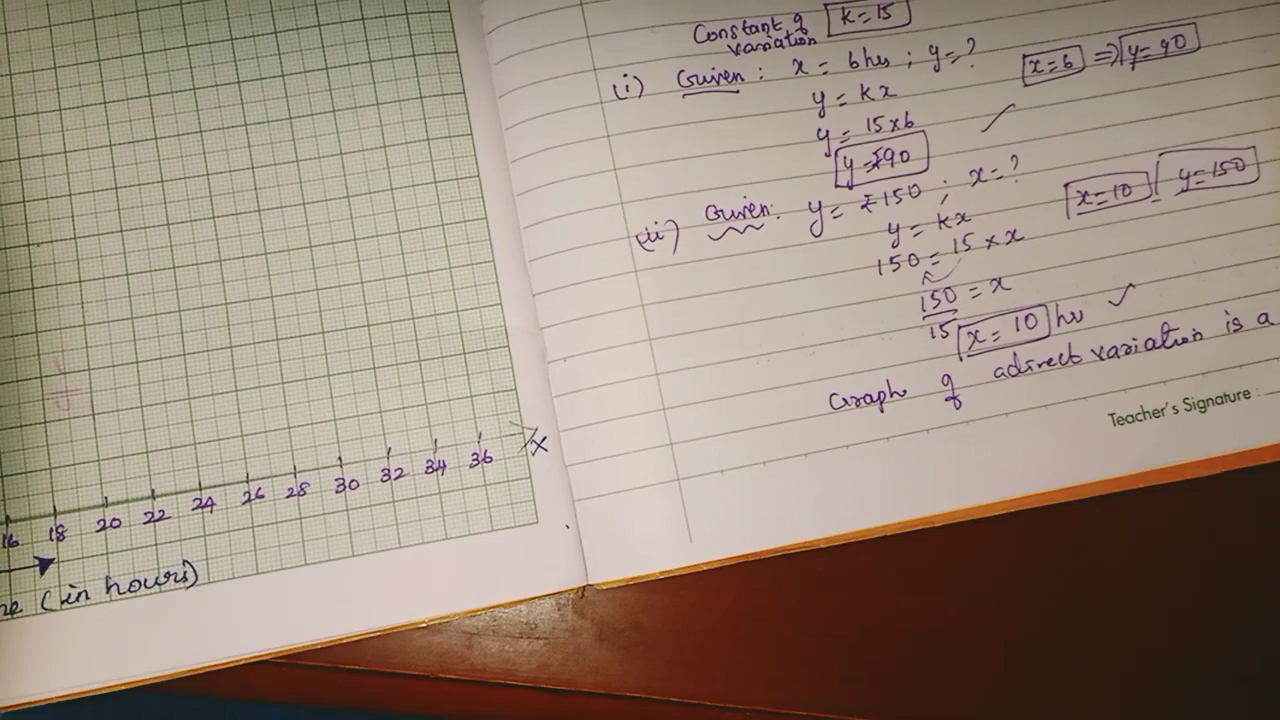 16 18 20 22 24 26 28 30 32 34 36 X
(in hours)
Constant of variation k=15
(i) Given : x = 6 hrs ; y = ?
x=6 ⇒ y=90
y = kx
y = 15×6
y=₹90
(ii) Given: y = ₹150 ; x = ?
x=10 y=150
y = kx
150 = 15 × x
150/15 = x
x = 10 hrs
Graph of a direct variation is a
Teacher's Signature :